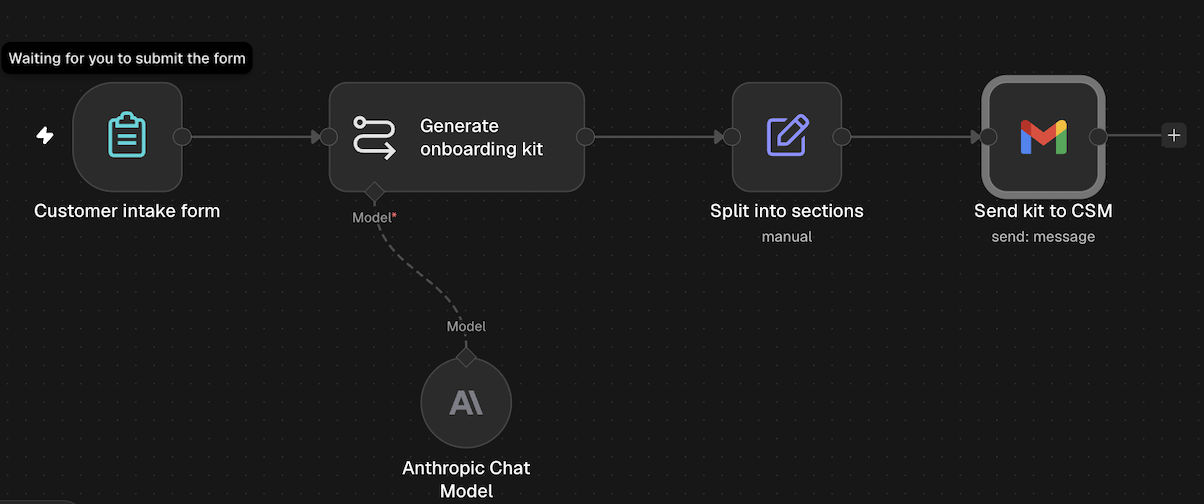 Waiting for you to submit the form
Generate
onboarding kit
Customer intake form
Model*
Split into sections
manual
Send kit to CSM
send: message
Model
Anthropic Chat
Model